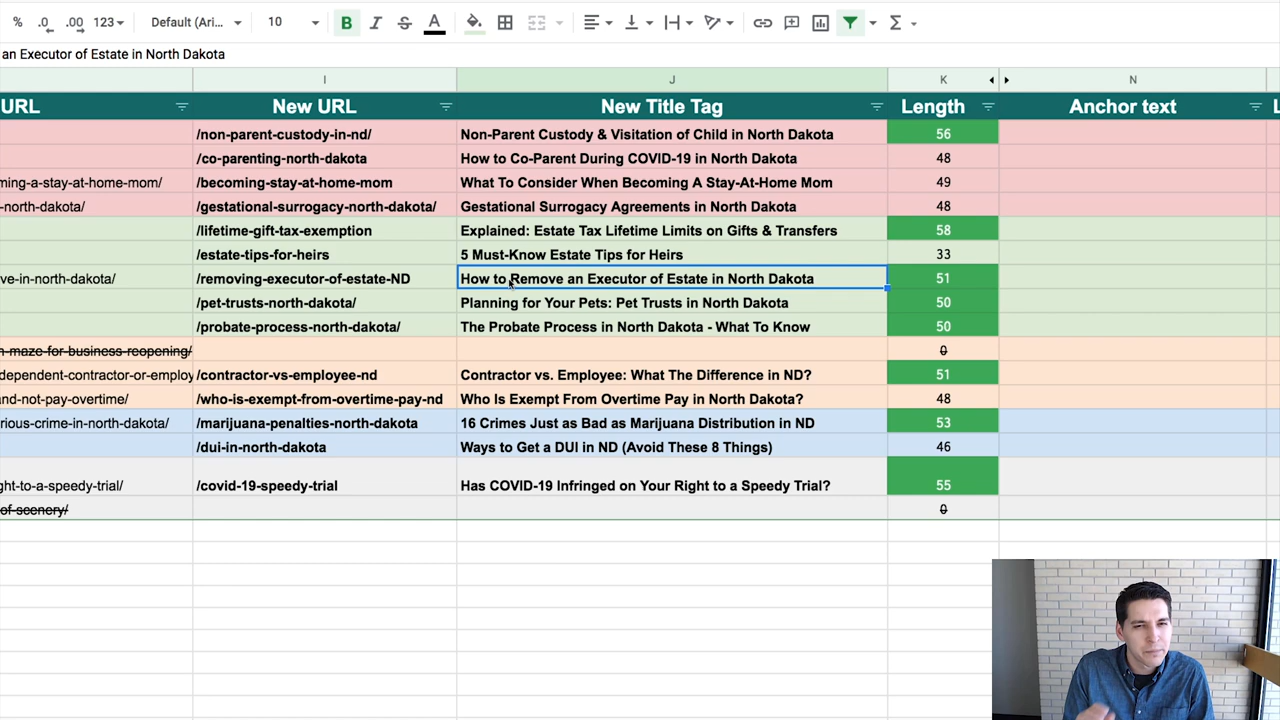 % .0 .00 123 Default (Ari... 10 B I S A Σ
an Executor of Estate in North Dakota
I J K N
URL New URL New Title Tag Length Anchor text L
/non-parent-custody-in-nd/ Non-Parent Custody & Visitation of Child in North Dakota 56
/co-parenting-north-dakota How to Co-Parent During COVID-19 in North Dakota 48
ming-a-stay-at-home-mom/ /becoming-stay-at-home-mom What To Consider When Becoming A Stay-At-Home Mom 49
-north-dakota/ /gestational-surrogacy-north-dakota/ Gestational Surrogacy Agreements in North Dakota 48
/lifetime-gift-tax-exemption Explained: Estate Tax Lifetime Limits on Gifts & Transfers 58
/estate-tips-for-heirs 5 Must-Know Estate Tips for Heirs 33
ve-in-north-dakota/ /removing-executor-of-estate-ND How to Remove an Executor of Estate in North Dakota 51
/pet-trusts-north-dakota/ Planning for Your Pets: Pet Trusts in North Dakota 50
/probate-process-north-dakota/ The Probate Process in North Dakota - What To Know 50
n-maze-for-business-reopening/ 0
dependent-contractor-or-employ /contractor-vs-employee-nd Contractor vs. Employee: What The Difference in ND? 51
and-not-pay-overtime/ /who-is-exempt-from-overtime-pay-nd Who Is Exempt From Overtime Pay in North Dakota? 48
rious-crime-in-north-dakota/ /marijuana-penalties-north-dakota 16 Crimes Just as Bad as Marijuana Distribution in ND 53
/dui-in-north-dakota Ways to Get a DUI in ND (Avoid These 8 Things) 46
ght-to-a-speedy-trial/ /covid-19-speedy-trial Has COVID-19 Infringed on Your Right to a Speedy Trial? 55
of-scenery/ 0